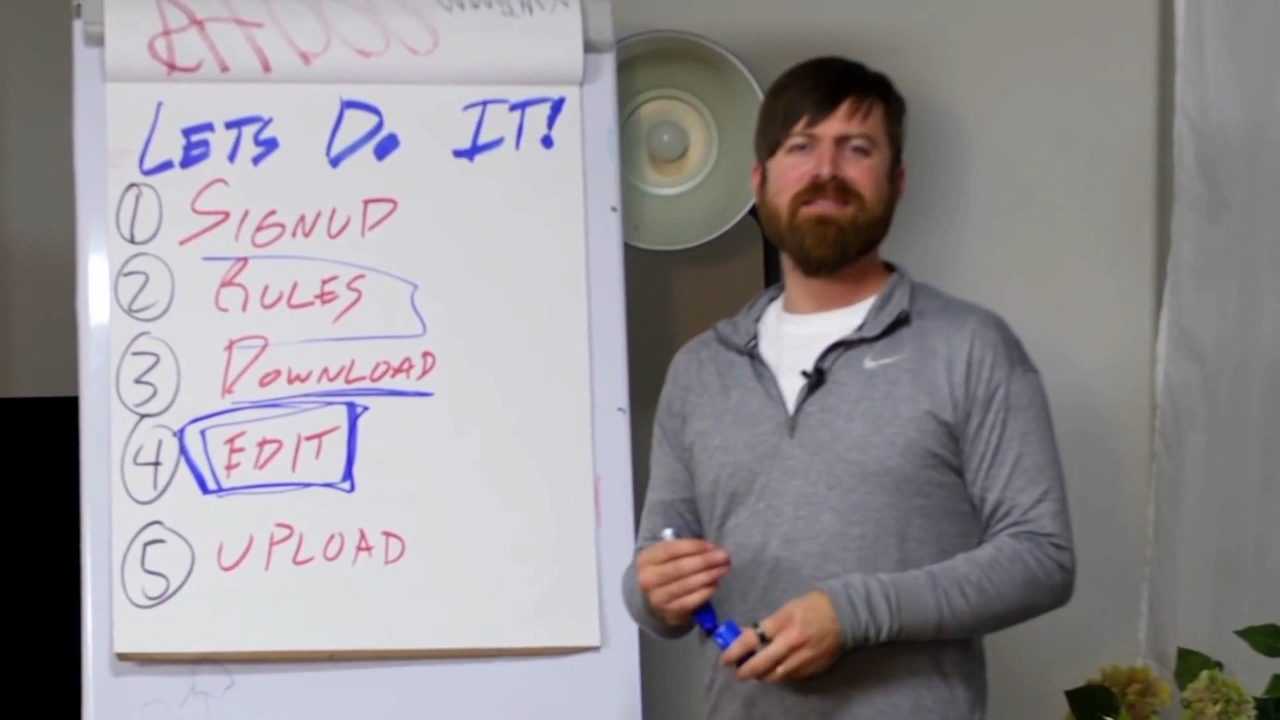 LETS DO IT!
1 SIGNUP
2 RULES
3 DOWNLOAD
4 EDIT
5 UPLOAD